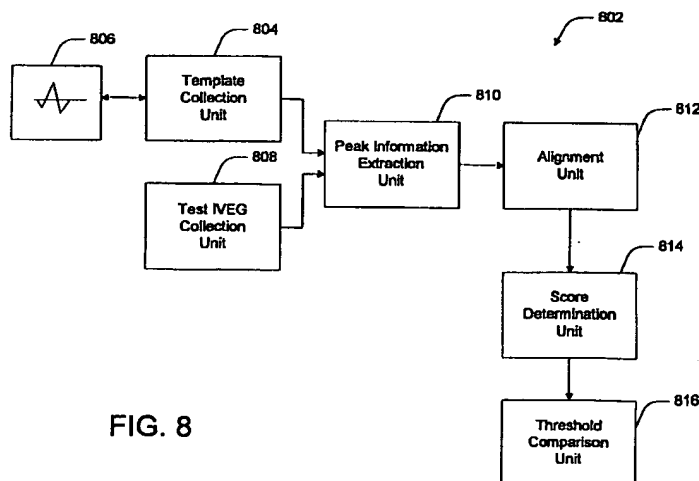 806
804
802
Template
Collection
Unit
810
812
Peak Information
Extraction
Unit
Alignment
Unit
808
Test IVEG
Collection
Unit
814
Score
Determination
Unit
816
Threshold
Comparison
Unit
FIG. 8